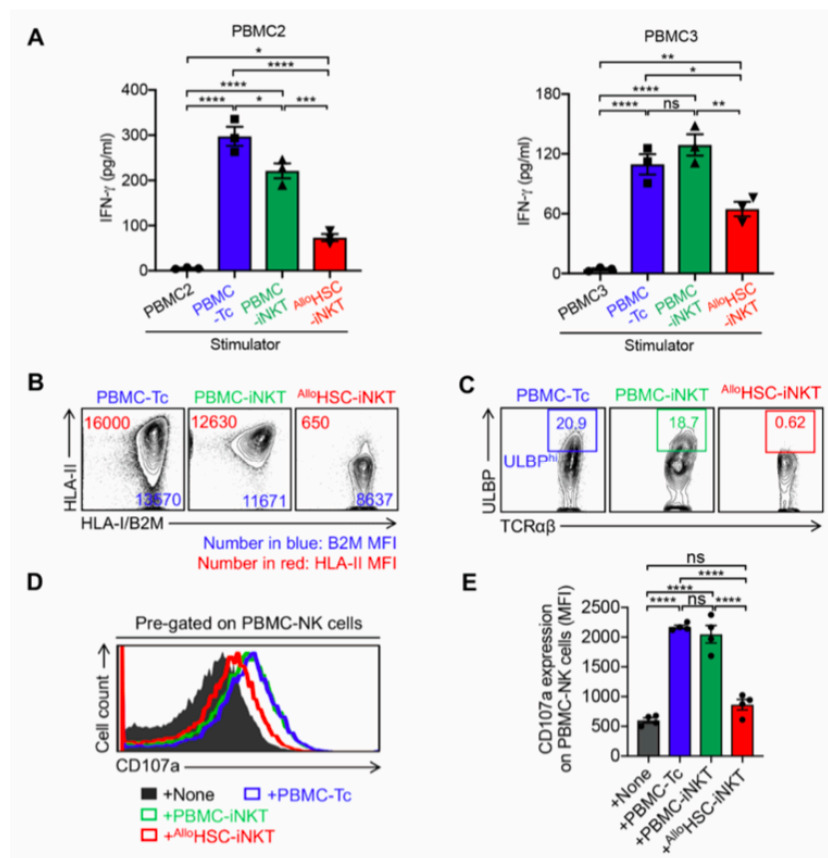 A
PBMC2
*
****
****
**** * ***
400
300
200
100
0
IFN-γ (pg/ml)
PBMC2
PBMC
-Tc
PBMC
-iNKT
AlloHSC
-iNKT
Stimulator
PBMC3
**
*
****
**** ns **
180
120
60
0
IFN-γ (pg/ml)
PBMC3
PBMC
-Tc
PBMC
-iNKT
AlloHSC
-iNKT
Stimulator
B
PBMC-Tc PBMC-iNKT AlloHSC-iNKT
16000 12630 650
13570 11671 8637
HLA-II
HLA-I/B2M
Number in blue: B2M MFI
Number in red: HLA-II MFI
C
PBMC-Tc PBMC-iNKT AlloHSC-iNKT
20.9 18.7 0.62
ULBPhi
ULBP
TCRαβ
D
Pre-gated on PBMC-NK cells
Cell count
CD107a
+None +PBMC-Tc
+PBMC-iNKT
+AlloHSC-iNKT
E
ns
****
****
**** ns ****
2500
2000
1500
1000
500
0
CD107a expression
on PBMC-NK cells (MFI)
+None
+PBMC-Tc
+PBMC-iNKT
+AlloHSC-iNKT